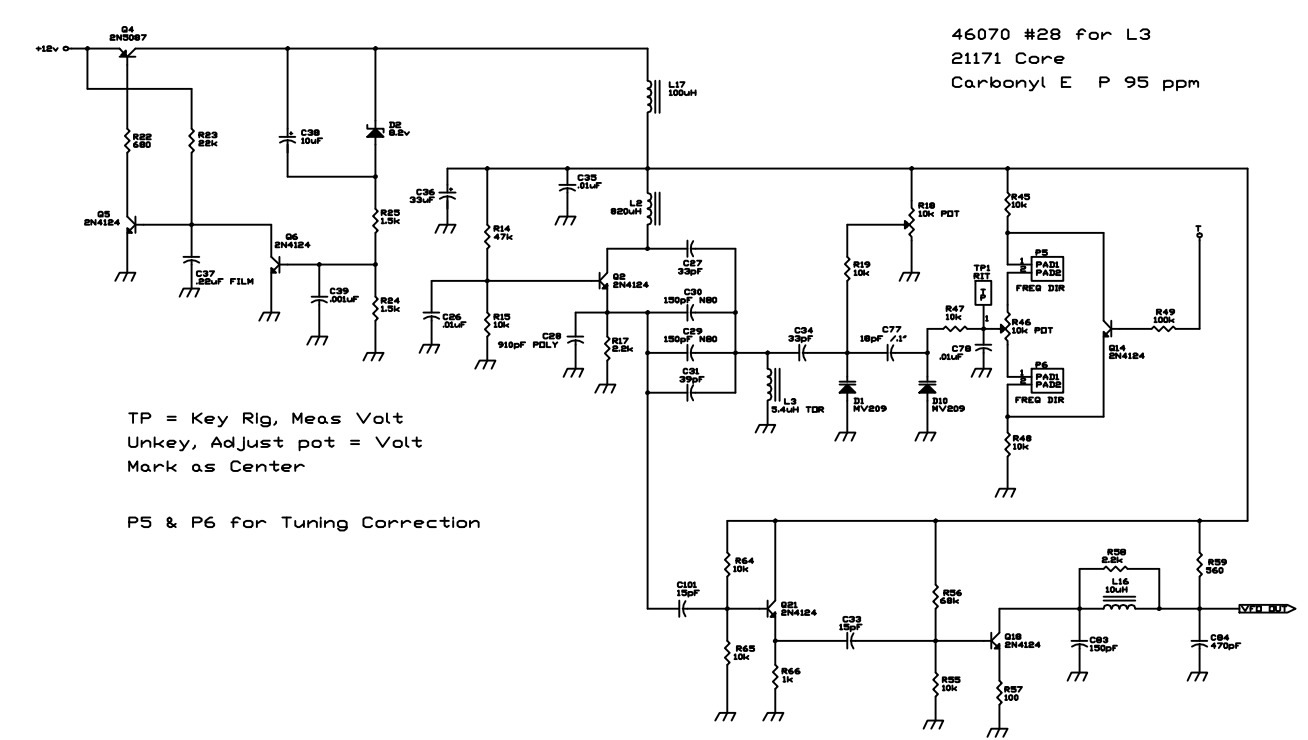 46070 #28 for L3
21171 Core
Carbonyl E P 95 ppm
Q4
2N5087
+12v
L17
100uH
R22
680
R23
22k
C38
10uF
D2
8.2v
C36
33uF
C35
.01uF
L2
820uH
R18
10k POT
R45
10k
Q5
2N4124
R25
1.5k
R14
47k
Q6
2N4124
C27
33pF
R19
10k
TP1
RIT
TP
1
P5
1 PAD1
2 PAD2
FREQ DIR
T
C37
.22uF FILM
C39
.001uF
R24
1.5k
Q2
2N4124
C30
150pF N80
C26
.01uF
R15
10k
C28
910pF POLY
R17
2.2k
C29
150pF N80
C34
33pF
C77
18pF /.1"
R47
10k
C78
.01uF
R46
10k POT
R49
100k
Q14
2N4124
C31
39pF
L3
5.4uH TOR
D1
MV209
D10
MV209
P6
1 PAD1
2 PAD2
FREQ DIR
R48
10k
TP = Key Rig, Meas Volt
Unkey, Adjust pot = Volt
Mark as Center
P5 & P6 for Tuning Correction
R64
10k
C101
15pF
Q21
2N4124
R65
10k
R66
1k
C33
15pF
R56
68k
R55
10k
Q18
2N4124
R57
100
R58
2.2k
L16
10uH
R59
560
VFO OUT
C83
150pF
C84
470pF